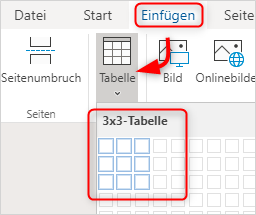 Datei Start Einfügen Seite
Seitenumbruch Tabelle Bild Onlinebilde
Seiten
3x3-Tabelle